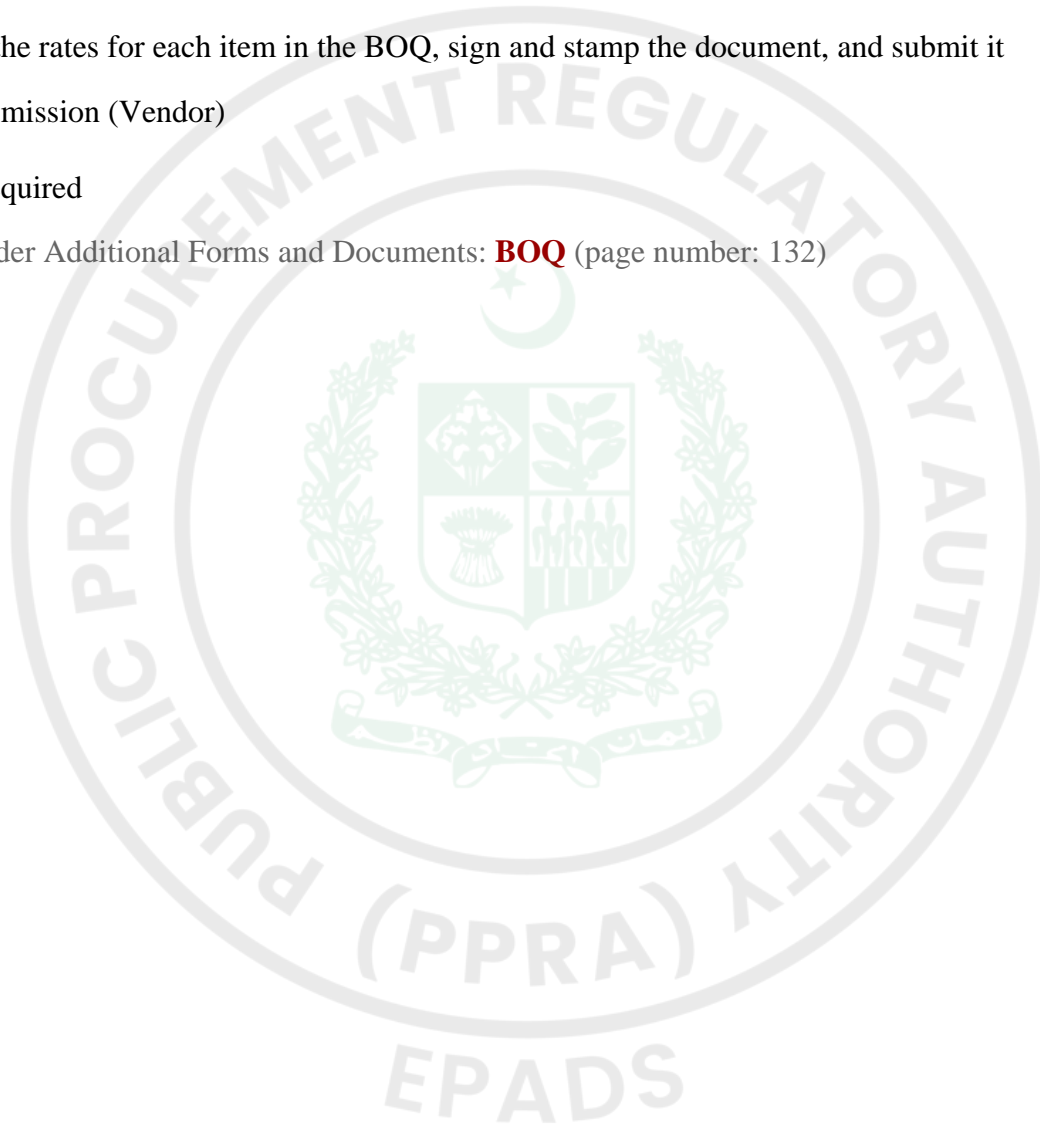 he rates for each item in the BOQ, sign and stamp the document, and submit it
mission (Vendor)
quired
der Additional Forms and Documents: BOQ (page number: 132)
PUBLIC PROCUREMENT REGULATORY AUTHORITY
(PPRA)
EPADS